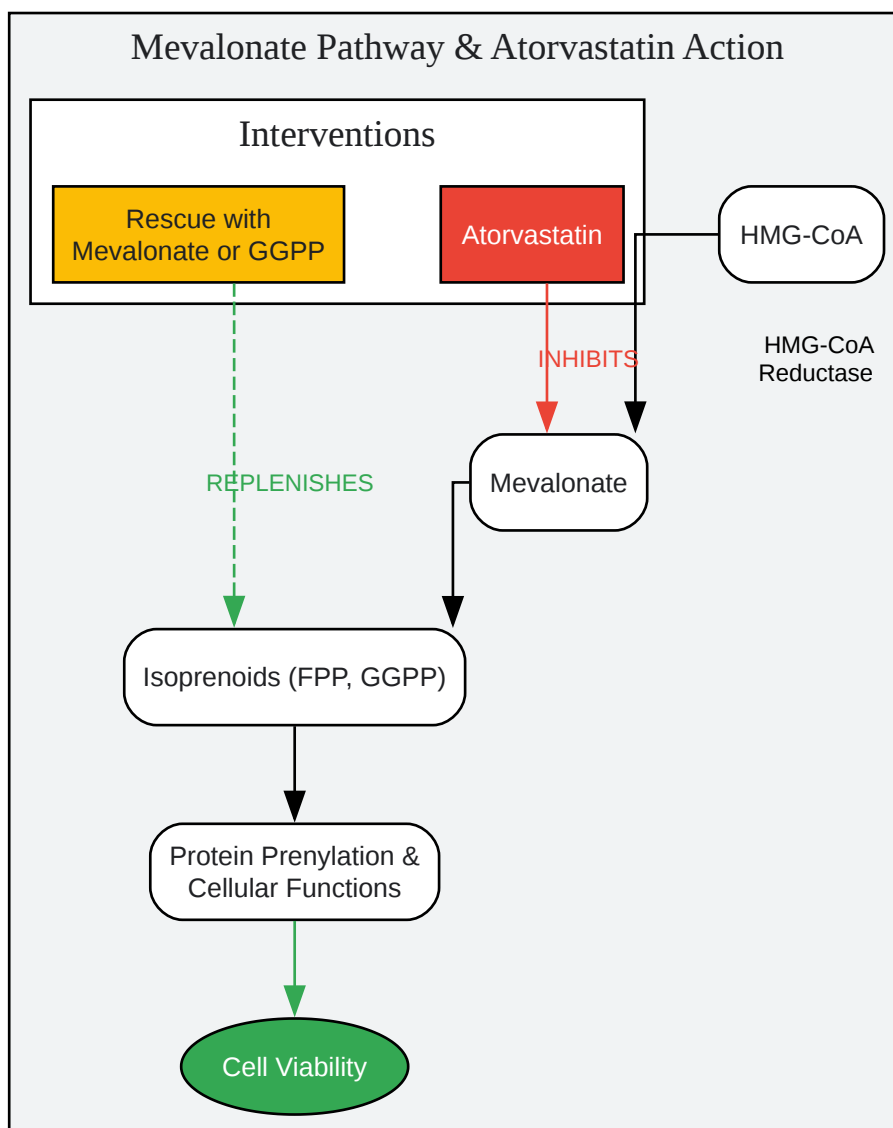 Mevalonate Pathway & Atorvastatin Action
Interventions
Rescue with
Mevalonate or GGPP
Atorvastatin
HMG-CoA
INHIBITS
HMG-CoA
Reductase
REPLENISHES
Mevalonate
Isoprenoids (FPP, GGPP)
Protein Prenylation &
Cellular Functions
Cell Viability